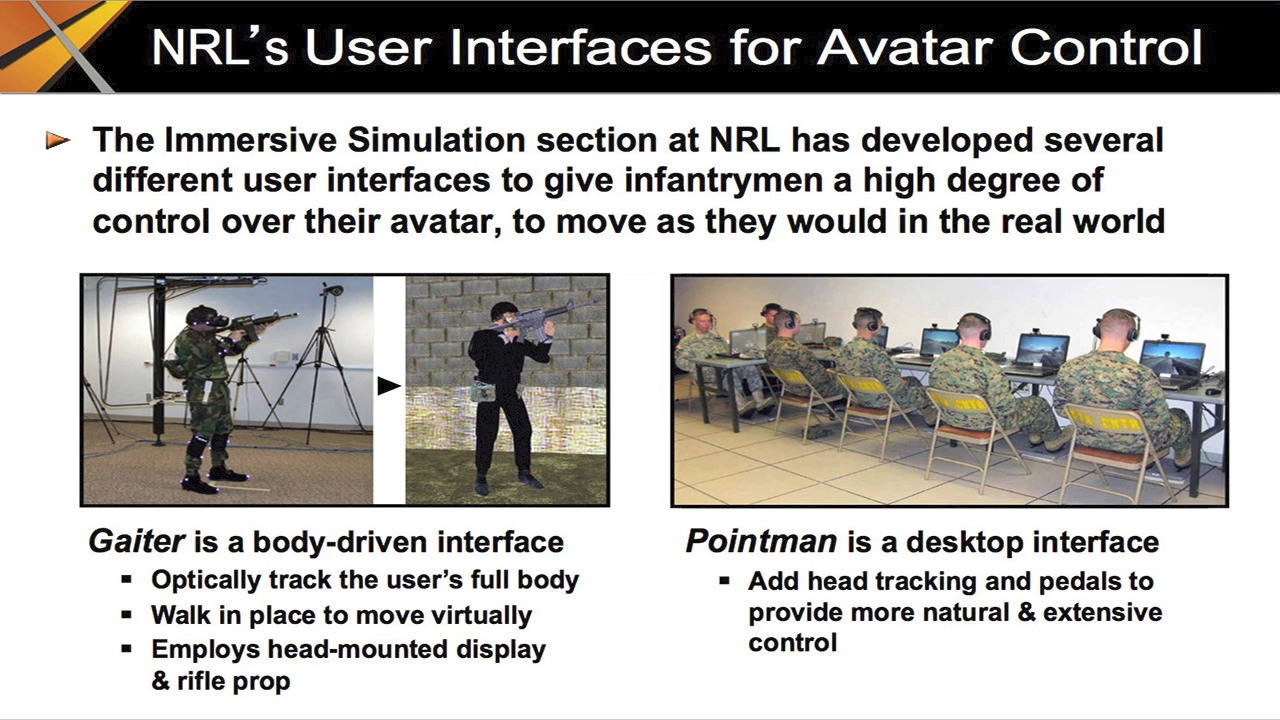 NRL's User Interfaces for Avatar Control
The Immersive Simulation section at NRL has developed several
different user interfaces to give infantrymen a high degree of
control over their avatar, to move as they would in the real world
Gaiter is a body-driven interface
▪ Optically track the user's full body
▪ Walk in place to move virtually
▪ Employs head-mounted display
& rifle prop
Pointman is a desktop interface
▪ Add head tracking and pedals to
provide more natural & extensive
control